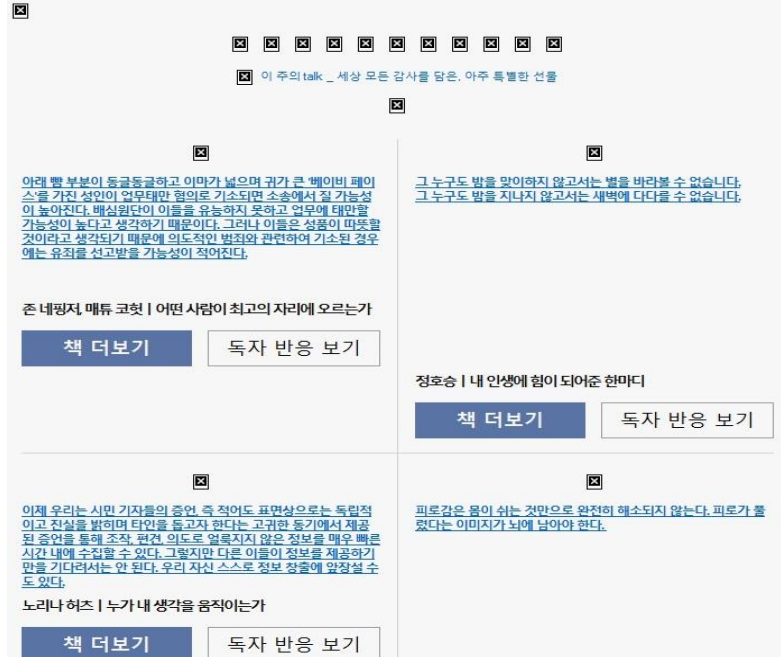 이 주의 talk _ 세상 모든 감사를 담은, 아주 특별한 선물
아래 뺨 부분이 동글동글하고 이마가 넓으며 귀가 큰 '베이비 페이
스'를 가진 성인이 업무태만 혐의로 기소되면 소송에서 질 가능성
이 높아진다. 배심원단이 이들을 유능하지 못하고 업무에 태만할
가능성이 높다고 생각하기 때문이다. 그러나 이들은 성품이 따뜻할
것이라고 생각되기 때문에 의도적인 범죄와 관련하여 기소된 경우
에는 유죄를 선고받을 가능성이 적어진다.
존 네핑저, 매튜 코헛 | 어떤 사람이 최고의 자리에 오르는가
책 더보기
독자 반응 보기
그 누구도 밤을 맞이하지 않고서는 별을 바라볼 수 없습니다.
그 누구도 밤을 지나지 않고서는 새벽에 다다를 수 없습니다.
정호승 | 내 인생에 힘이 되어준 한마디
책 더보기
독자 반응 보기
이제 우리는 시민 기자들의 증언, 즉 적어도 표면상으로는 독립적
이고 진실을 밝히며 타인을 돕고자 한다는 고귀한 동기에서 제공
된 증언을 통해 조작, 편견, 의도로 얼룩지지 않은 정보를 매우 빠른
시간 내에 수집할 수 있다. 그렇지만 다른 이들이 정보를 제공하기
만을 기다려서는 안 된다. 우리 자신 스스로 정보 창출에 앞장설 수
도 있다.
노리나 허츠 | 누가 내 생각을 움직이는가
책 더보기
독자 반응 보기
피로감은 몸이 쉬는 것만으로 완전히 해소되지 않는다. 피로가 풀
렸다는 이미지가 뇌에 남아야 한다.